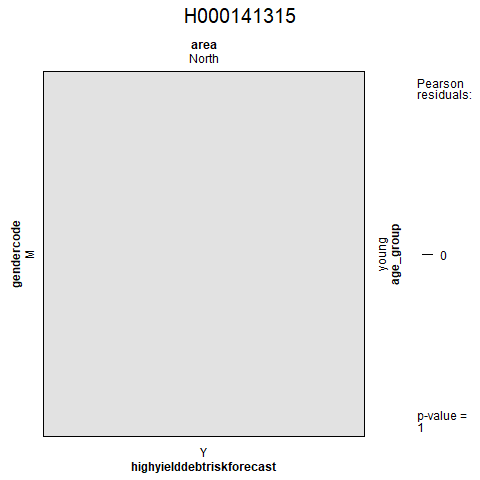 H000141315
area
North
Pearson
residuals:
gendercode
M
young
age_group
0
p-value =
1
Y
highyielddebtriskforecast